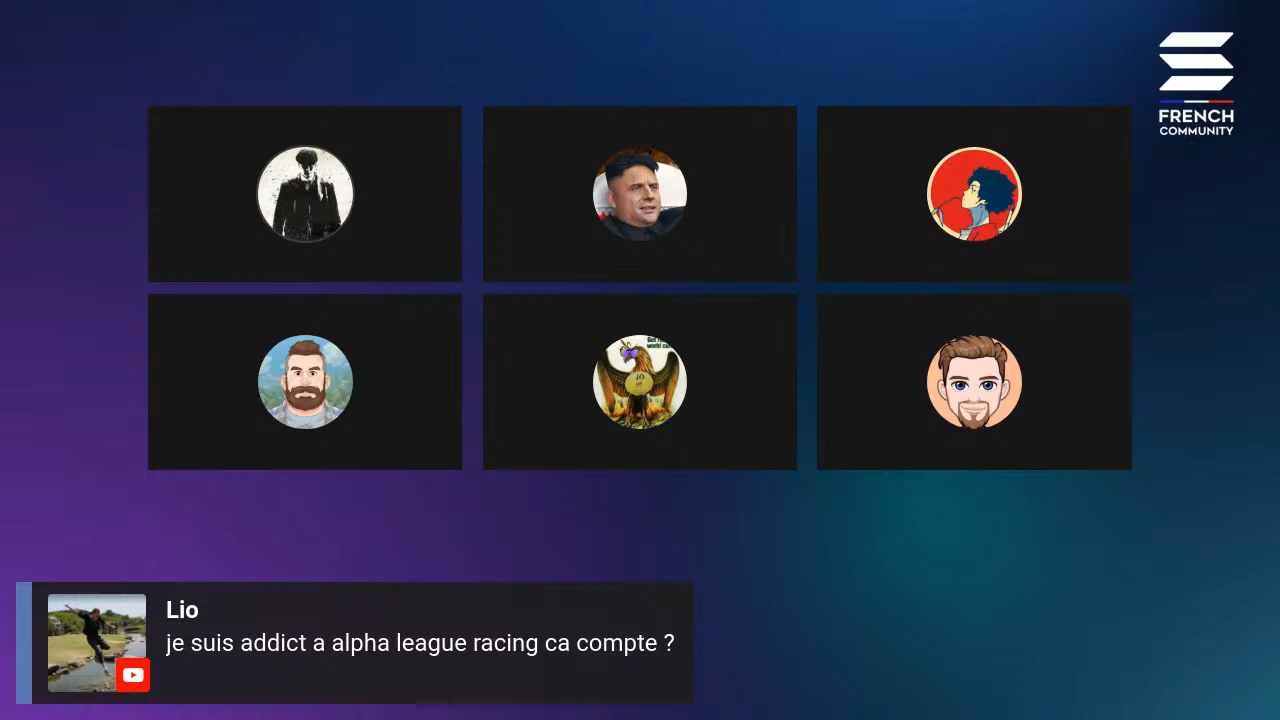 FRENCH
COMMUNITY
Lio
je suis addict a alpha league racing ca compte ?